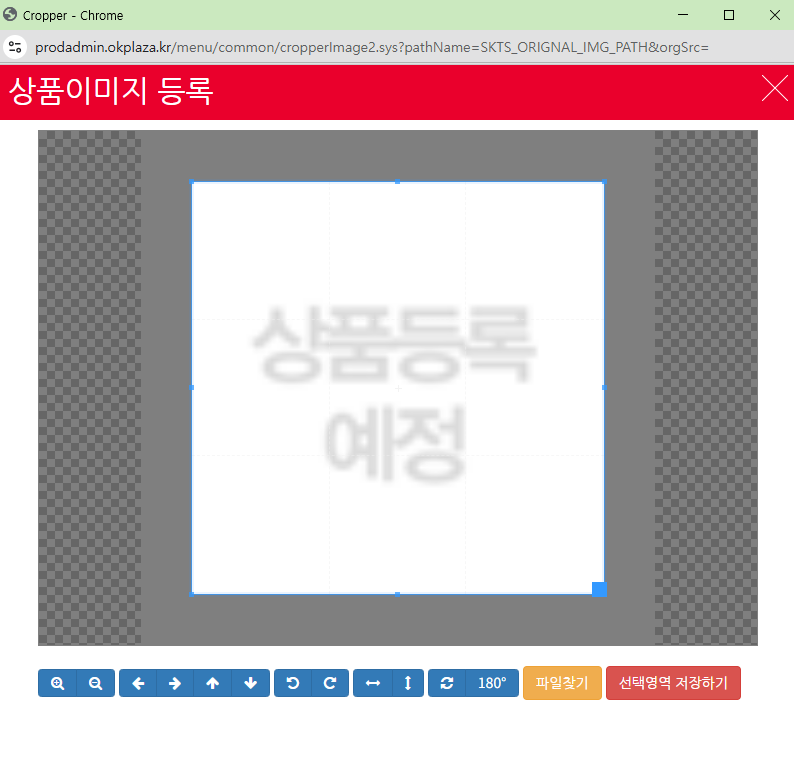 Cropper - Chrome
prodadmin.okplaza.kr/menu/common/cropperImage2.sys?pathName=SKTS_ORIGNAL_IMG_PATH&orgSrc=
상품이미지 등록
상품등록
예정
180°
파일찾기
선택영역 저장하기